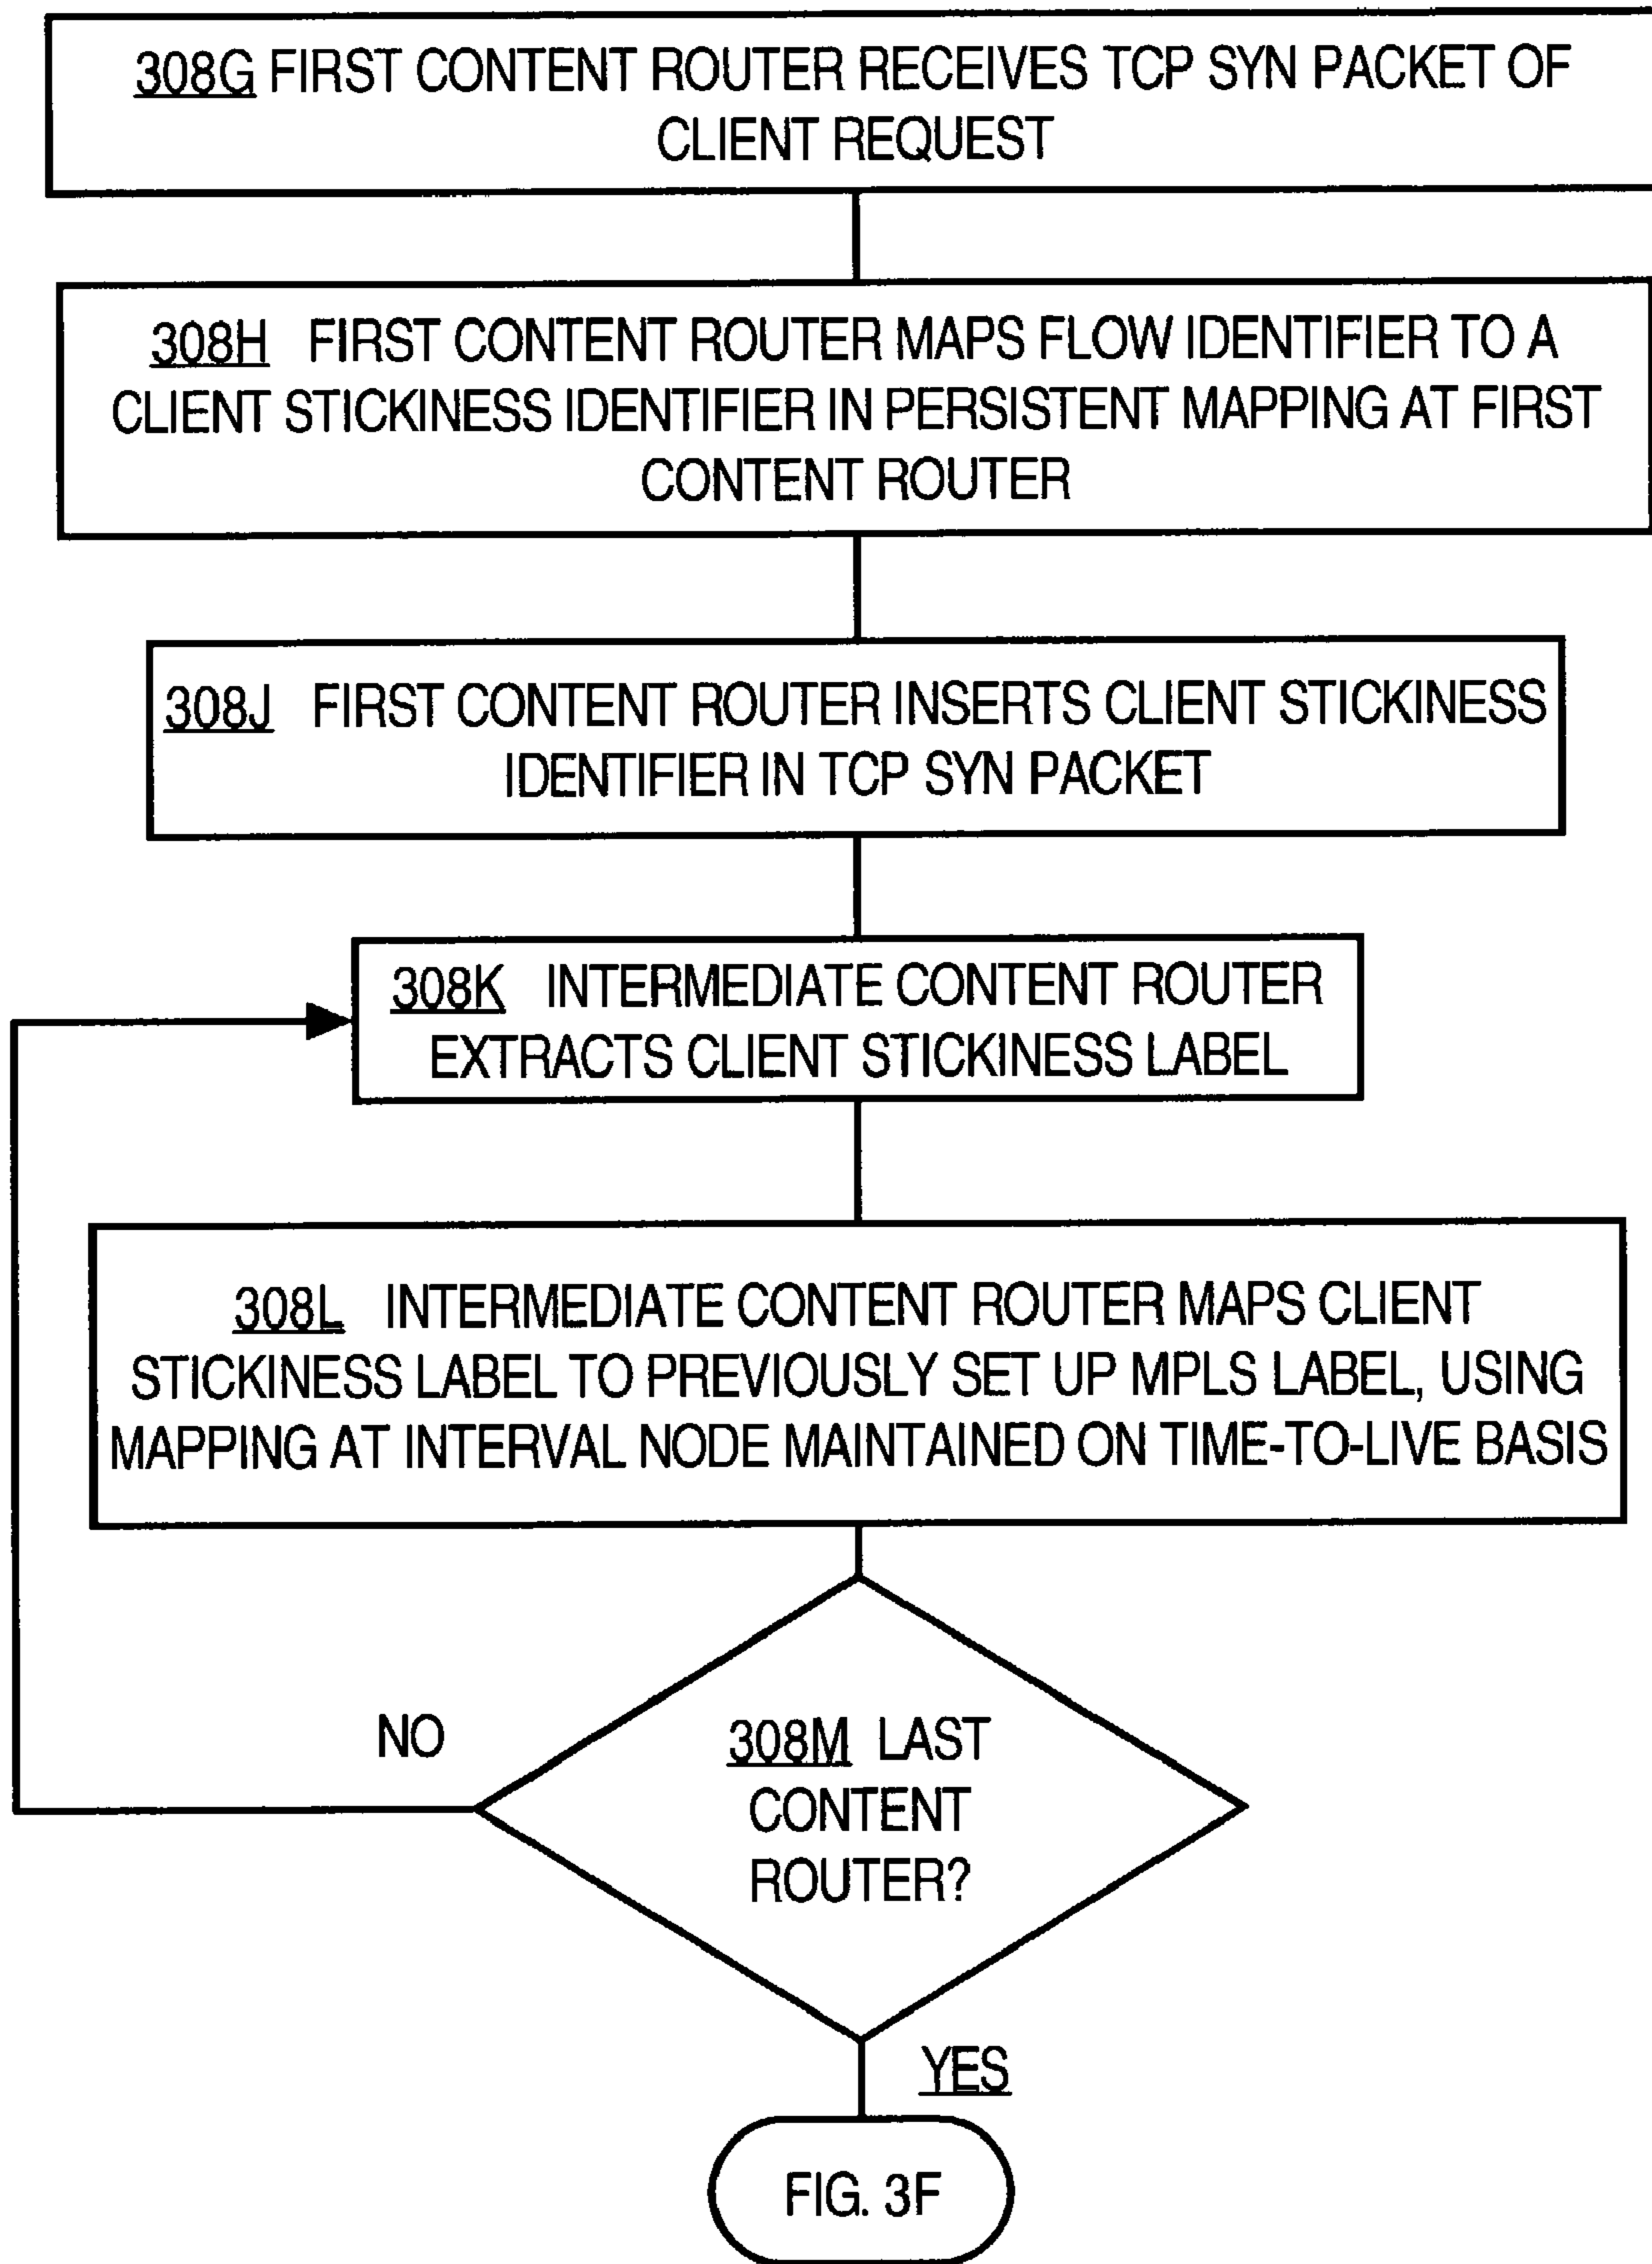 308G FIRST CONTENT ROUTER RECEIVES TCP SYN PACKET OF
CLIENT REQUEST
308H FIRST CONTENT ROUTER MAPS FLOW IDENTIFIER TO A
CLIENT STICKINESS IDENTIFIER IN PERSISTENT MAPPING AT FIRST
CONTENT ROUTER
308J FIRST CONTENT ROUTER INSERTS CLIENT STICKINESS
IDENTIFIER IN TCP SYN PACKET
308K INTERMEDIATE CONTENT ROUTER
EXTRACTS CLIENT STICKINESS LABEL
308L INTERMEDIATE CONTENT ROUTER MAPS CLIENT
STICKINESS LABEL TO PREVIOUSLY SET UP MPLS LABEL, USING
MAPPING AT INTERVAL NODE MAINTAINED ON TIME-TO-LIVE BASIS
NO
308M LAST
CONTENT
ROUTER?
YES
FIG. 3F